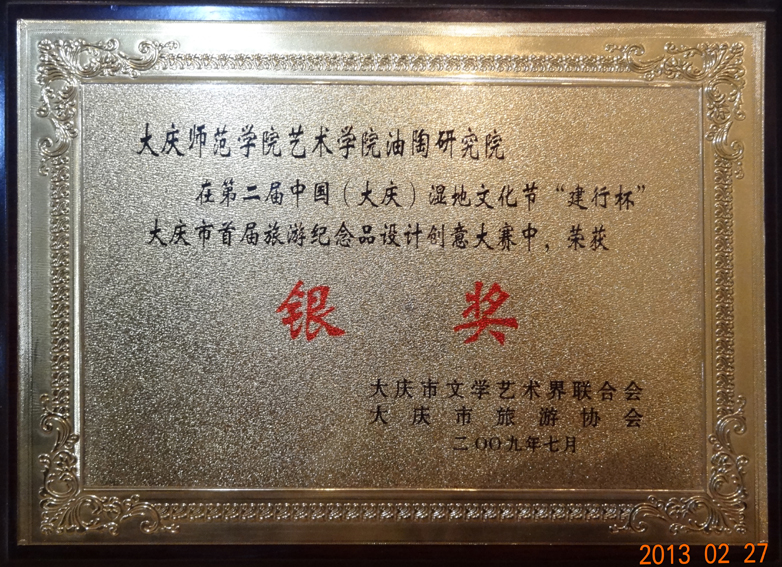 大庆师范学院艺术学院油陶研究院
在第二届中国（大庆）湿地文化节“建行杯”
大庆市首届旅游纪念品设计创意大赛中，荣获
银 奖
大庆市文学艺术界联合会
大庆市旅游协会
二〇〇九年七月
2013 02 27